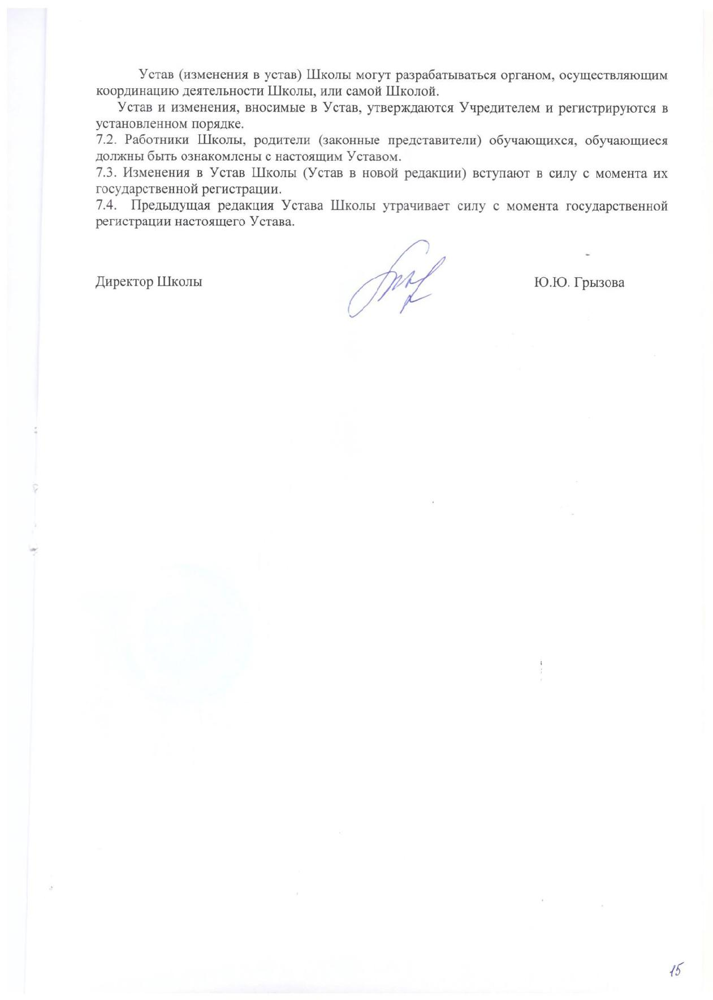 Устав (изменения в устав) Школы могут разрабатываться органом, осуществляющим
координацию деятельности Школы, или самой Школой.
Устав и изменения, вносимые в Устав, утверждаются Учредителем и регистрируются в
установленном порядке.
7.2. Работники Школы, родители (законные представители) обучающихся, обучающиеся
должны быть ознакомлены с настоящим Уставом.
7.3. Изменения в Устав Школы (Устав в новой редакции) вступают в силу с момента их
государственной регистрации.
7.4. Предыдущая редакция Устава Школы утрачивает силу с момента государственной
регистрации настоящего Устава.
Директор Школы Ю.Ю. Грызова
15